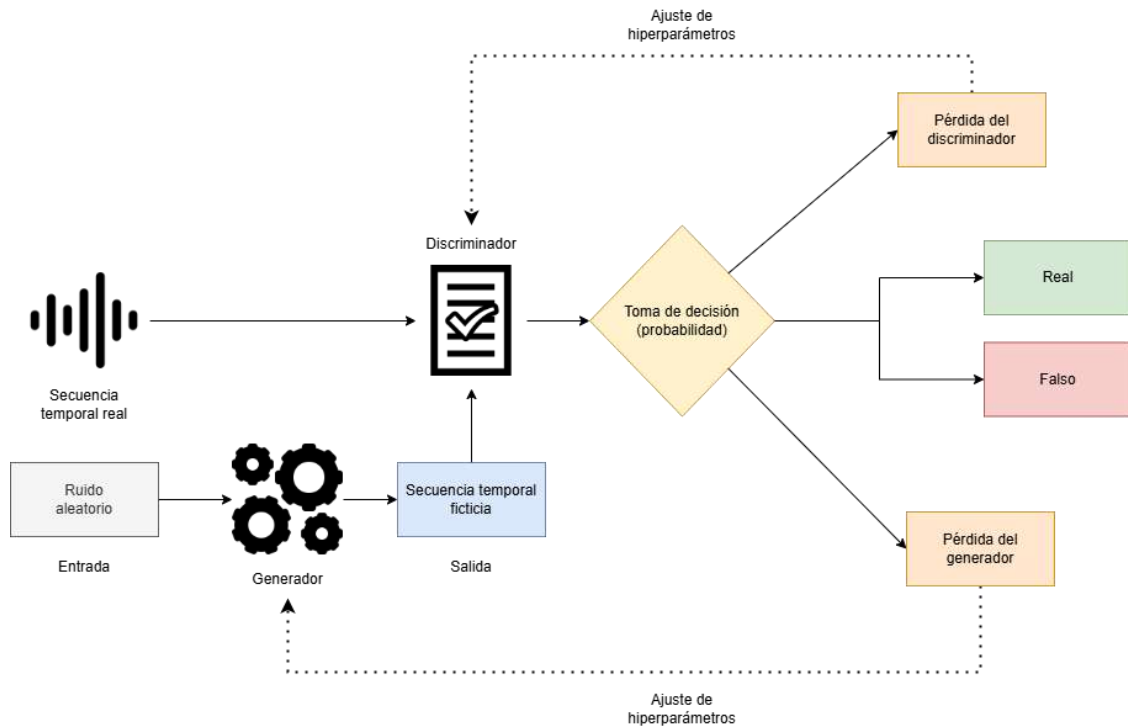 Ajuste de
hiperparámetros
Pérdida del
discriminador
Discriminador
Real
Toma de decisión
(probabilidad)
Falso
Secuencia
temporal real
Ruido
aleatorio
Secuencia temporal
ficticia
Pérdida del
generador
Entrada
Generador
Salida
Ajuste de
hiperparámetros